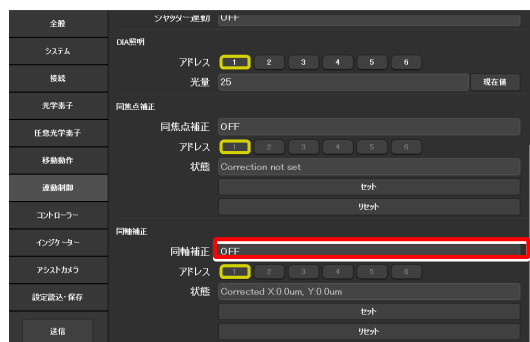 全般
システム
接続
光学素子
任意光学素子
移動動作
連動制御
コントローラー
インジケーター
アシストカメラ
設定読込・保存
送信
シャッター連動 OFF
DIA照明
アドレス 1 2 3 4 5 6
光量 25 現在値
同焦点補正
同焦点補正 OFF
アドレス 1 2 3 4 5 6
状態 Correction not set
セット
リセット
同軸補正
同軸補正 OFF
アドレス 1 2 3 4 5 6
状態 Corrected X:0.0um, Y:0.0um
セット
リセット